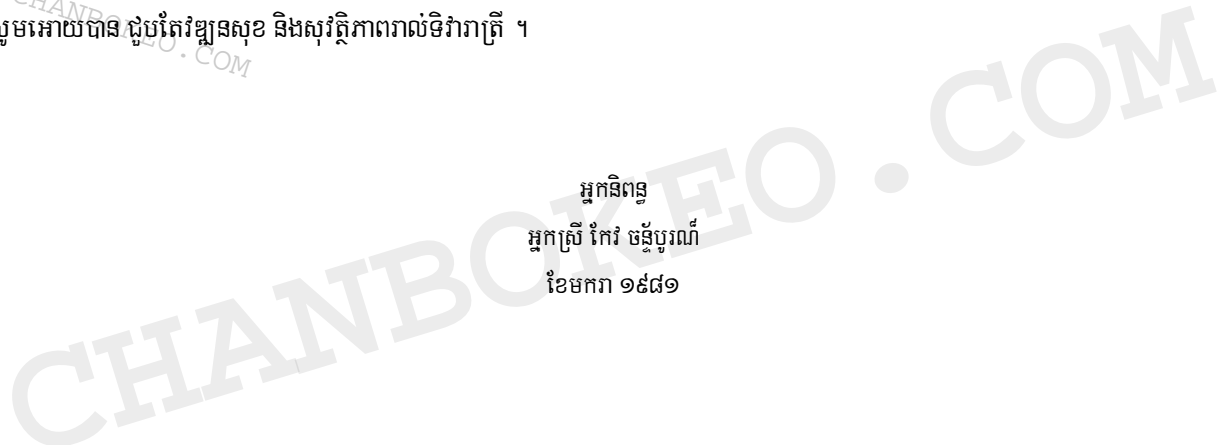 សូមអោយបាន ជួបតែវឌ្ឍនសុខ និងសុវត្ថិភាពរាល់ទិវារាត្រី ។
CHANBOKEO.COM
អ្នកនិពន្ធ
អ្នកស្រី កែវ ចន្ទ័បូរណ៍
ខែមករា ១៩៨១
CHANBOKEO.COM